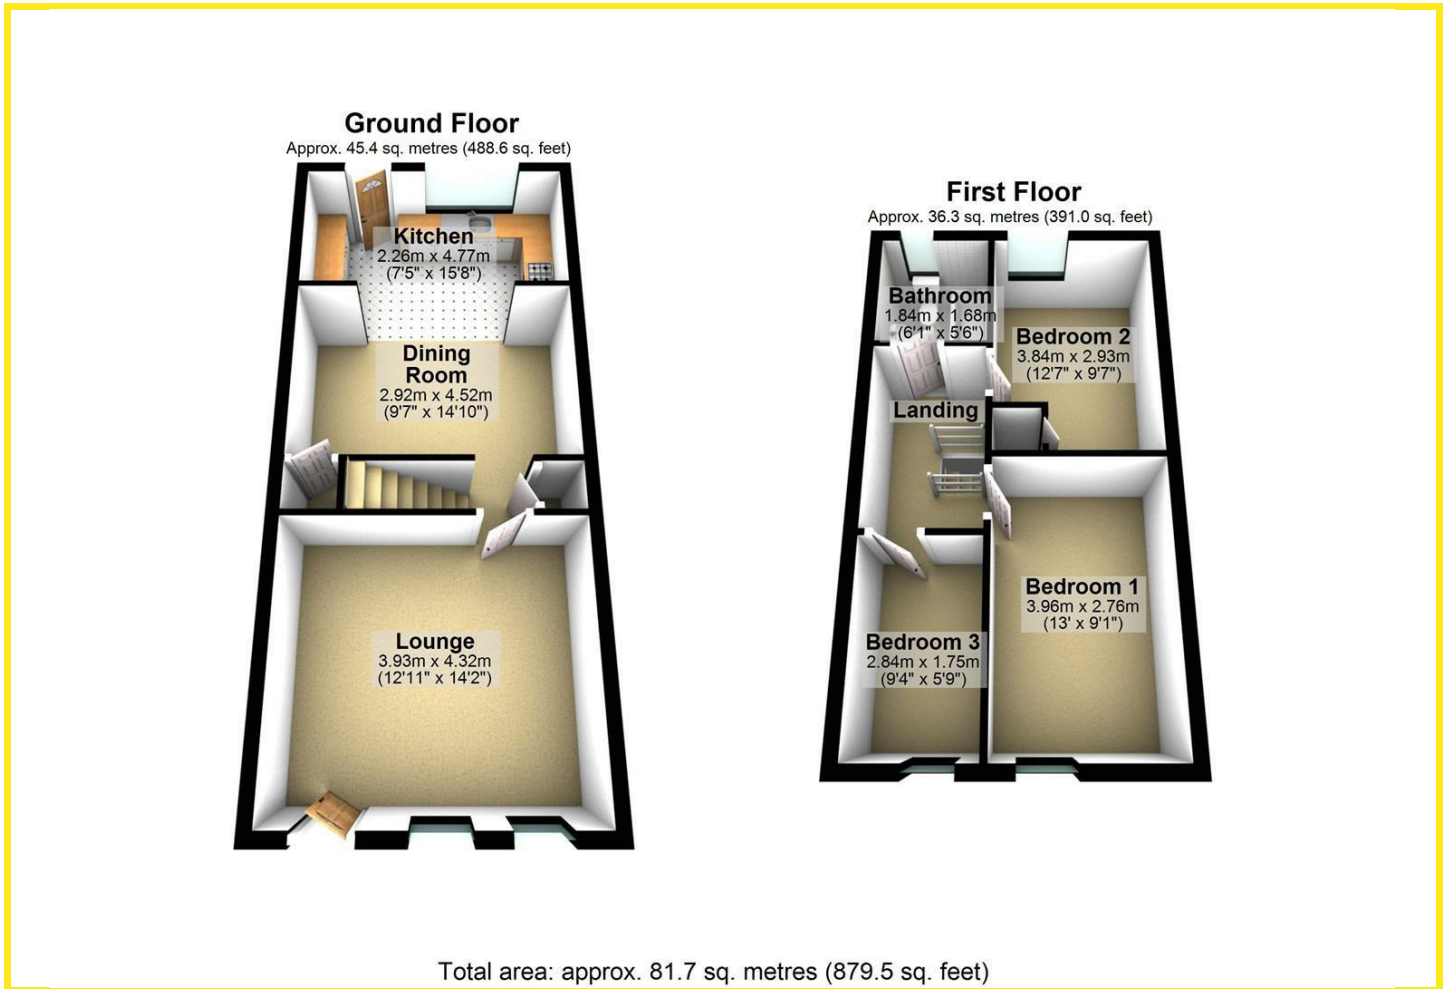 Ground Floor
Approx. 45.4 sq. metres (488.6 sq. feet)
Kitchen
2.26m x 4.77m
(7'5" x 15'8")
Dining
Room
2.92m x 4.52m
(9'7" x 14'10")
Lounge
3.93m x 4.32m
(12'11" x 14'2")
First Floor
Approx. 36.3 sq. metres (391.0 sq. feet)
Bathroom
1.84m x 1.68m
(6'1" x 5'6")
Bedroom 2
3.84m x 2.93m
(12'7" x 9'7")
Landing
Bedroom 1
3.96m x 2.76m
(13' x 9'1")
Bedroom 3
2.84m x 1.75m
(9'4" x 5'9")
Total area: approx. 81.7 sq. metres (879.5 sq. feet)